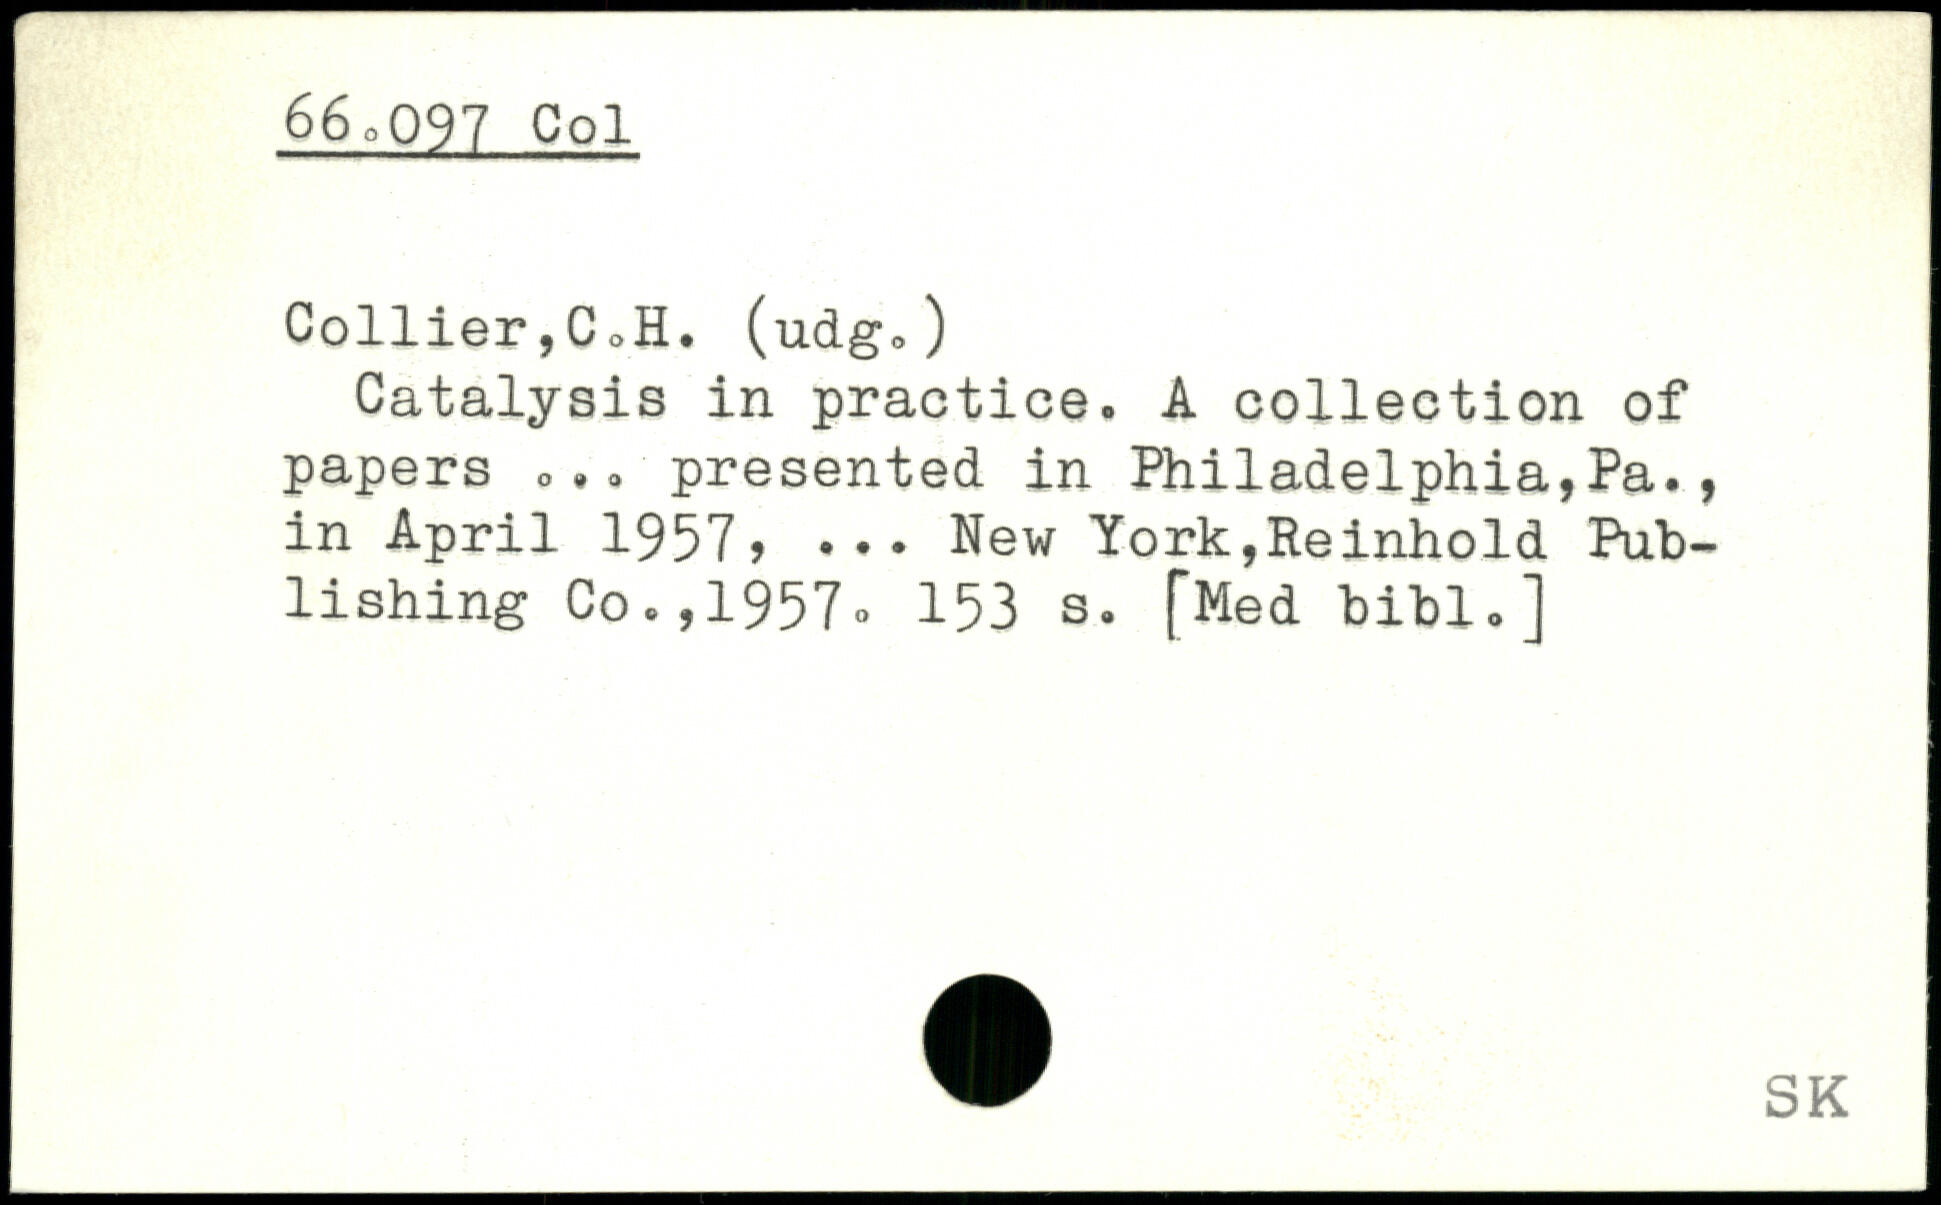 66.097 Col
Collier,C.H. (udg.)
Catalysis in practice. A collection of
papers ... presented in Philadelphia,Pa.,
in April 1957, ... New York,Reinhold Pub-
lishing Co.,1957. 153 s. [Med bibl.]
SK